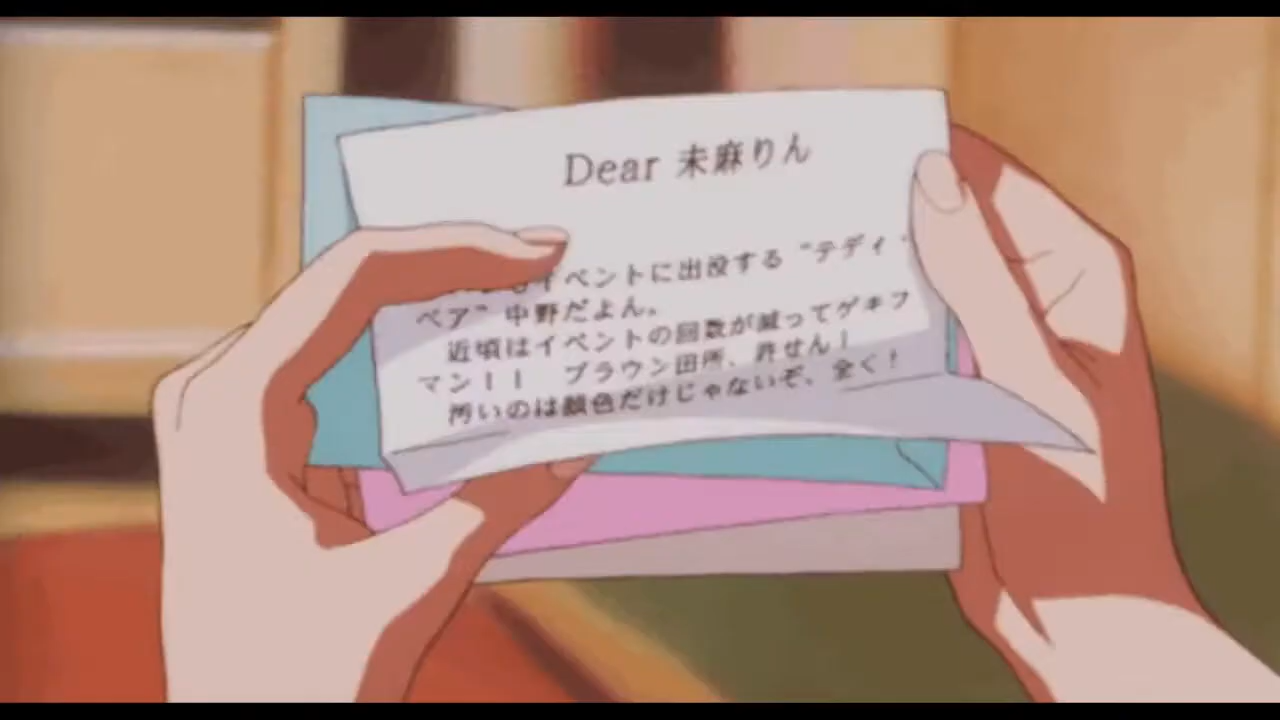 Dear 未麻りん
イベントに出没する “テディ・
ベア” 中野だよん。
近頃はイベントの回数が減ってゲキフ
マン!! ブラウン田所、許せん!
汚いのは顔色だけじゃないぞ、全く!